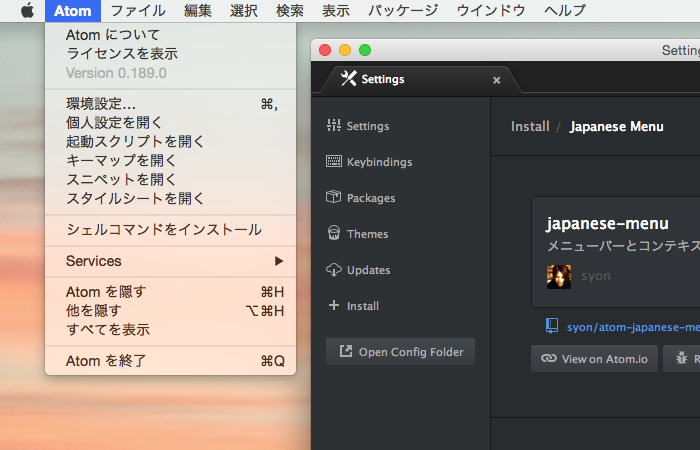 Atom ファイル 編集 選択 検索 表示 パッケージ ウインドウ ヘルプ
Atom について
ライセンスを表示
Version 0.189.0
環境設定... ⌘,
個人設定を開く
起動スクリプトを開く
キーマップを開く
スニペットを開く
スタイルシートを開く
シェルコマンドをインストール
Services ▶
Atom を隠す ⌘H
他を隠す ⌥⌘H
すべてを表示
Atom を終了 ⌘Q
Settin
Settings ×
Settings
Keybindings
Packages
Themes
Updates
Install
Open Config Folder
Install / Japanese Menu
japanese-menu
メニューバーとコンテキス
syon
syon/atom-japanese-me
View on Atom.io
R